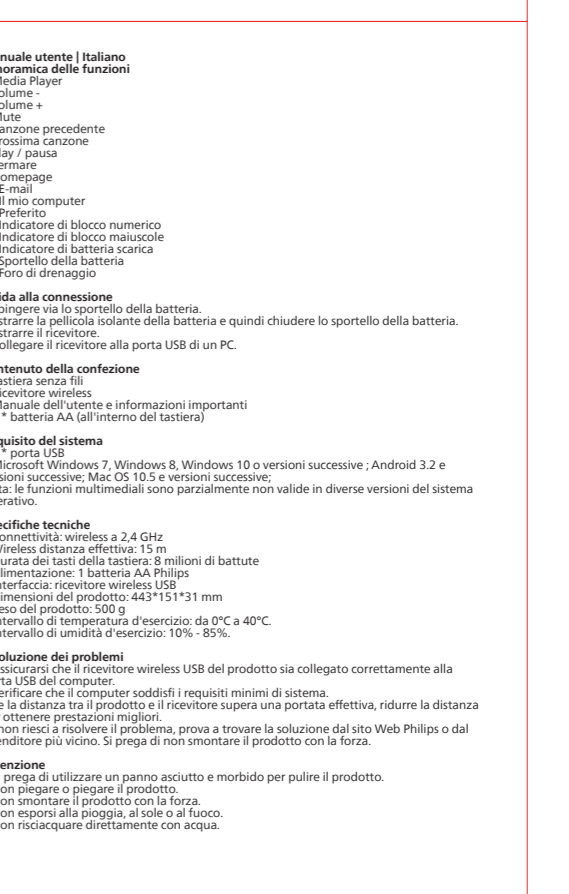 nuale utente | Italiano
noramica delle funzioni
Media Player
olume -
olume +
Mute
anzone precedente
rossima canzone
lay / pausa
ermare
omepage
E-mail
Il mio computer
Preferito
Indicatore di blocco numerico
Indicatore di blocco maiuscole
Indicatore di batteria scarica
Sportello della batteria
Foro di drenaggio
ida alla connessione
pingere via lo sportello della batteria.
strarre la pellicola isolante della batteria e quindi chiudere lo sportello della batteria.
strarre il ricevitore.
ollegare il ricevitore alla porta USB di un PC.
ntenuto della confezione
astiera senza fili
icevitore wireless
Manuale dell'utente e informazioni importanti
* batteria AA (all'interno del tastiera)
quisito del sistema
* porta USB
Microsoft Windows 7, Windows 8, Windows 10 o versioni successive ; Android 3.2 e
sioni successive; Mac OS 10.5 e versioni successive;
ta: le funzioni multimediali sono parzialmente non valide in diverse versioni del sistema
erativo.
ecifiche tecniche
onnettività: wireless a 2,4 GHz
Wireless distanza effettiva: 15 m
urata dei tasti della tastiera: 8 milioni di battute
limentazione: 1 batteria AA Philips
nterfaccia: ricevitore wireless USB
imensioni del prodotto: 443*151*31 mm
eso del prodotto: 500 g
ntervallo di temperatura d'esercizio: da 0°C a 40°C.
ntervallo di umidità d'esercizio: 10% - 85%.
oluzione dei problemi
ssicurarsi che il ricevitore wireless USB del prodotto sia collegato correttamente alla
rta USB del computer.
erificare che il computer soddisfi i requisiti minimi di sistema.
e la distanza tra il prodotto e il ricevitore supera una portata effettiva, ridurre la distanza
r ottenere prestazioni migliori.
non riesci a risolvere il problema, prova a trovare la soluzione dal sito Web Philips o dal
enditore più vicino. Si prega di non smontare il prodotto con la forza.
enzione
prega di utilizzare un panno asciutto e morbido per pulire il prodotto.
on piegare o piegare il prodotto.
on smontare il prodotto con la forza.
on esporsi alla pioggia, al sole o al fuoco.
on risciacquare direttamente con acqua.